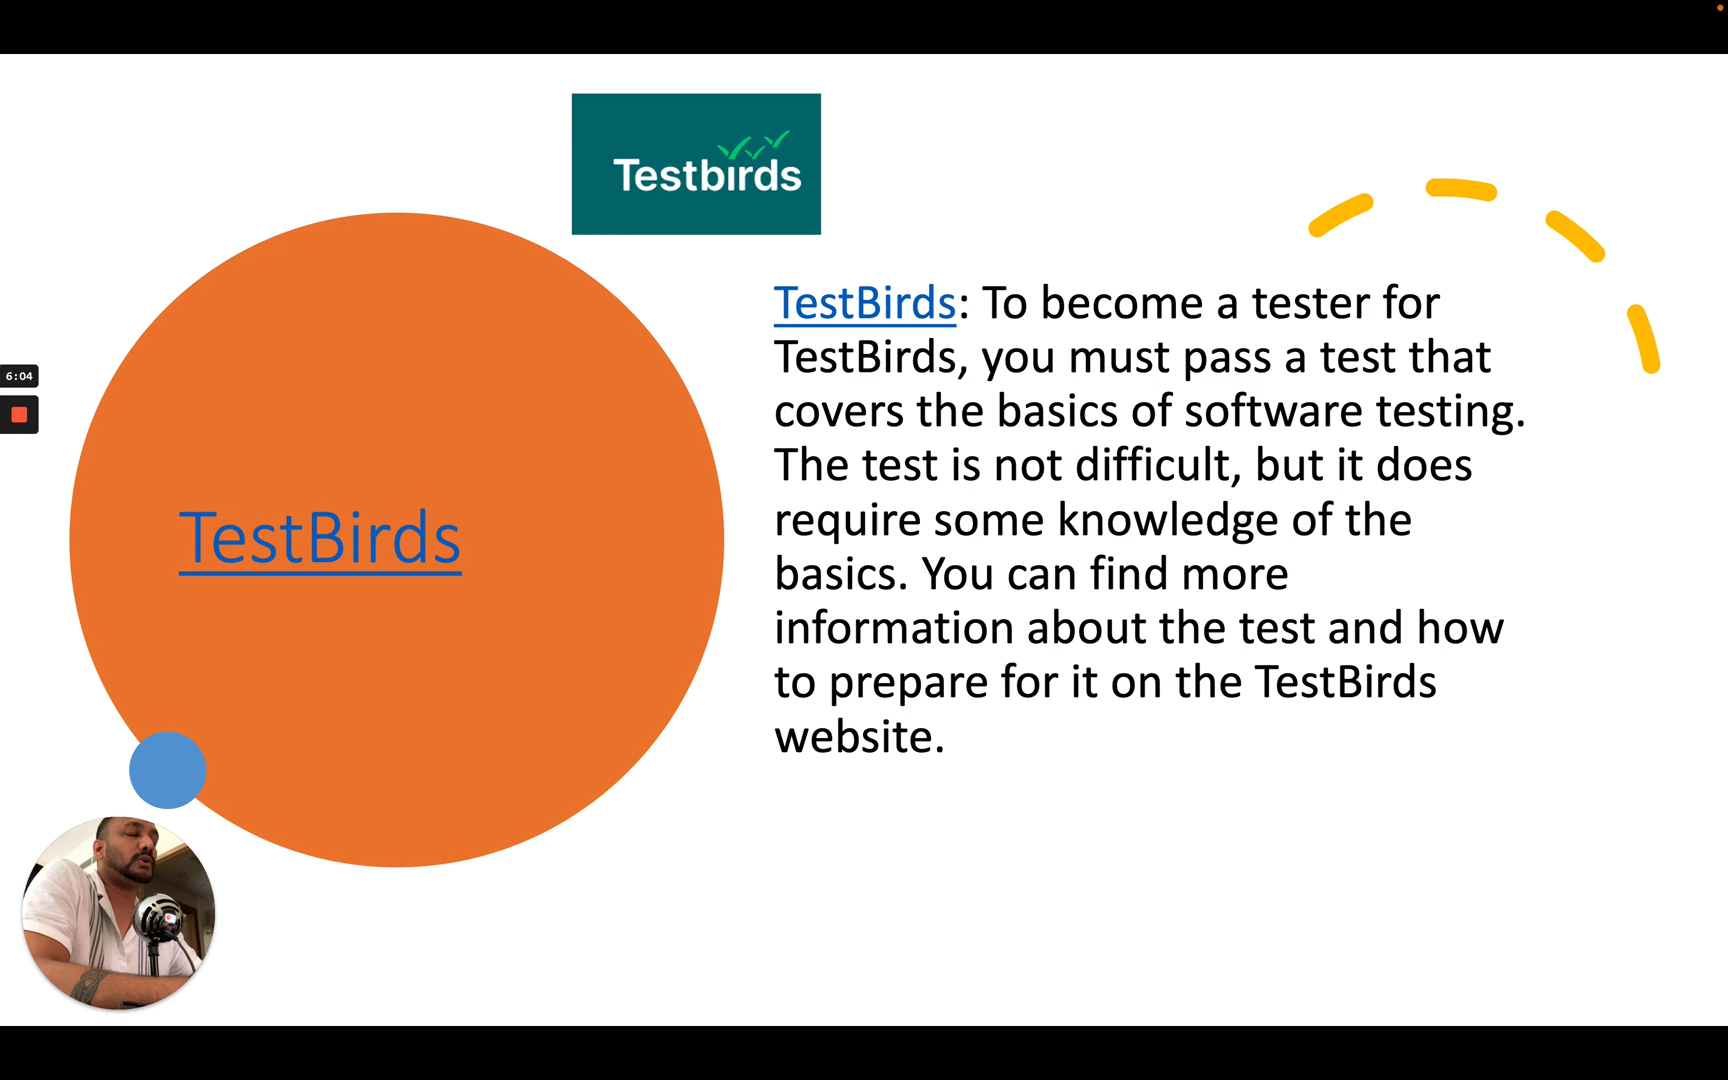 Testbirds
TestBirds: To become a tester for
TestBirds, you must pass a test that
covers the basics of software testing.
The test is not difficult, but it does
require some knowledge of the
basics. You can find more
information about the test and how
to prepare for it on the TestBirds
website.
6:04
TestBirds